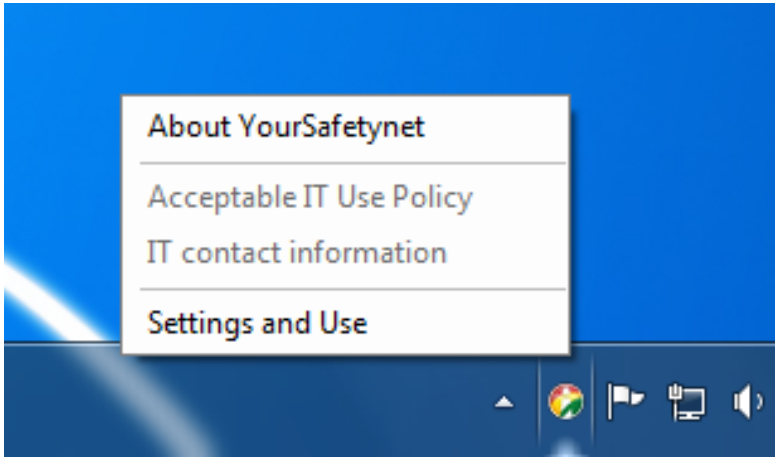 About YourSafetynet
Acceptable IT Use Policy
IT contact information
Settings and Use